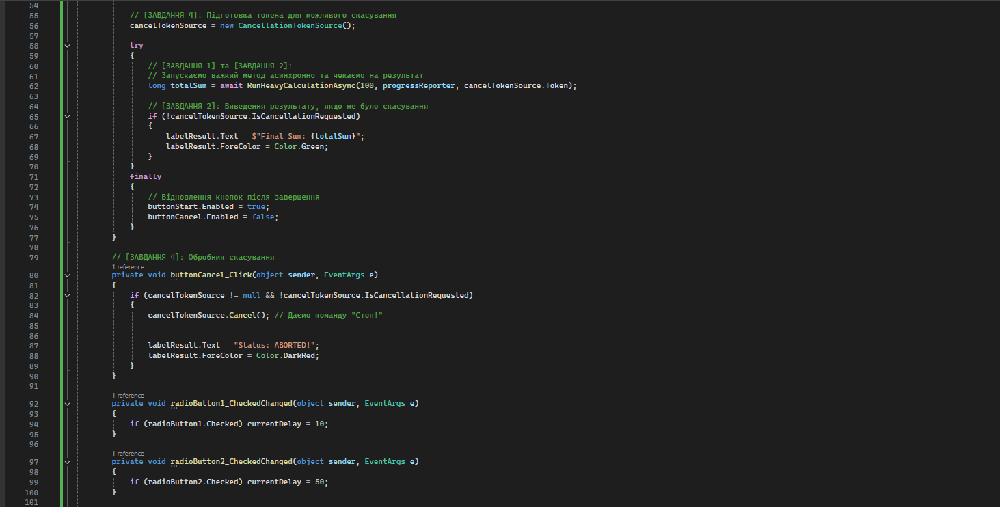 54
55 // [ЗАВДАННЯ 4]: Підготовка токена для можливого скасування
56 cancelTokenSource = new CancellationTokenSource();
57
58 try
59 {
60 // [ЗАВДАННЯ 1] та [ЗАВДАННЯ 2]:
61 // Запускаємо важкий метод асинхронно та чекаємо на результат
62 long totalSum = await RunHeavyCalculationAsync(100, progressReporter, cancelTokenSource.Token);
63
64 // [ЗАВДАННЯ 2]: Виведення результату, якщо не було скасування
65 if (!cancelTokenSource.IsCancellationRequested)
66 {
67 labelResult.Text = $"Final Sum: {totalSum}";
68 labelResult.ForeColor = Color.Green;
69 }
70 }
71 finally
72 {
73 // Відновлення кнопок після завершення
74 buttonStart.Enabled = true;
75 buttonCancel.Enabled = false;
76 }
77 }
78
79 // [ЗАВДАННЯ 4]: Обробник скасування
1 reference
80 private void buttonCancel_Click(object sender, EventArgs e)
81 {
82 if (cancelTokenSource != null && !cancelTokenSource.IsCancellationRequested)
83 {
84 cancelTokenSource.Cancel(); // Даємо команду "Стоп!"
85
86
87 labelResult.Text = "Status: ABORTED!";
88 labelResult.ForeColor = Color.DarkRed;
89 }
90 }
91
1 reference
92 private void radioButton1_CheckedChanged(object sender, EventArgs e)
93 {
94 if (radioButton1.Checked) currentDelay = 10;
95 }
96
1 reference
97 private void radioButton2_CheckedChanged(object sender, EventArgs e)
98 {
99 if (radioButton2.Checked) currentDelay = 50;
100 }
101